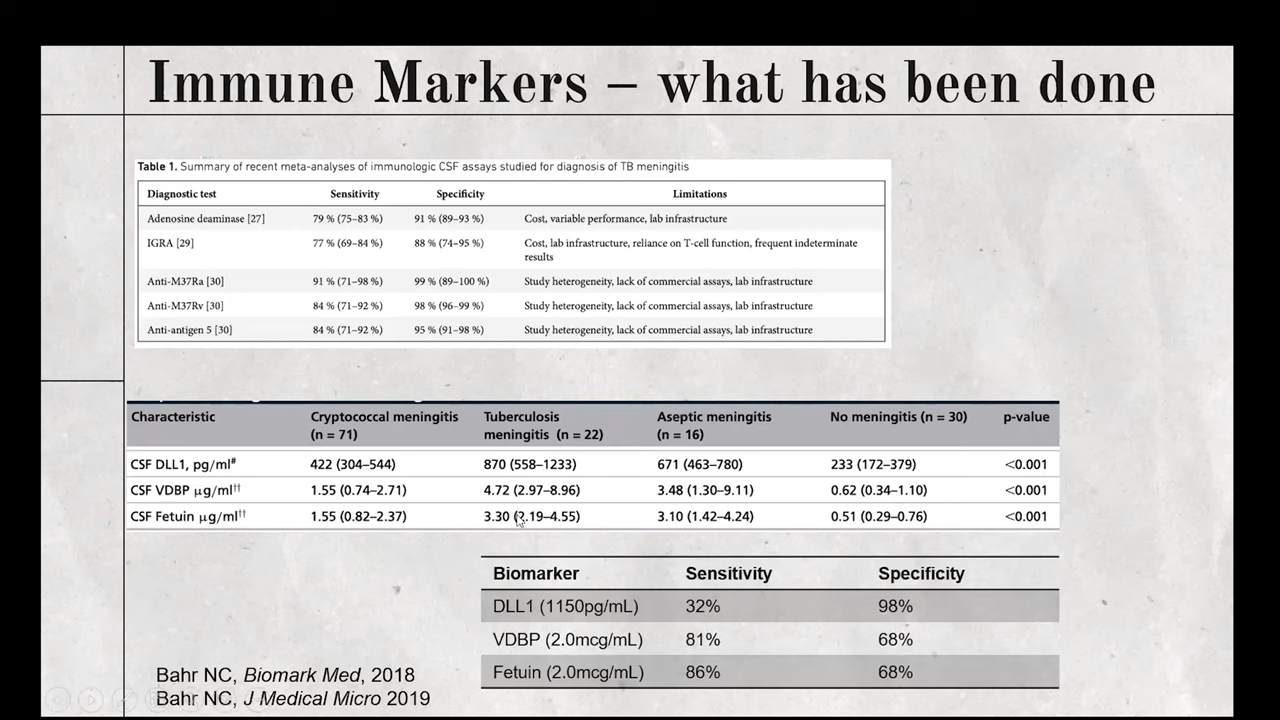 Immune Markers – what has been done
Table 1. Summary of recent meta-analyses of immunologic CSF assays studied for diagnosis of TB meningitis
Diagnostic test Sensitivity Specificity Limitations
Adenosine deaminase [27] 79 % (75–83 %) 91 % (89–93 %) Cost, variable performance, lab infrastructure
IGRA [29] 77 % (69–84 %) 88 % (74–95 %) Cost, lab infrastructure, reliance on T-cell function, frequent indeterminate
results
Anti-M37Ra [30] 91 % (71–98 %) 99 % (89–100 %) Study heterogeneity, lack of commercial assays, lab infrastructure
Anti-M37Rv [30] 84 % (71–92 %) 98 % (96–99 %) Study heterogeneity, lack of commercial assays, lab infrastructure
Anti-antigen 5 [30] 84 % (71–92 %) 95 % (91–98 %) Study heterogeneity, lack of commercial assays, lab infrastructure
Characteristic Cryptococcal meningitis Tuberculosis Aseptic meningitis No meningitis (n = 30) p-value
(n = 71) meningitis (n = 22) (n = 16)
CSF DLL1, pg/ml# 422 (304–544) 870 (558–1233) 671 (463–780) 233 (172–379) <0.001
CSF VDBP μg/ml†† 1.55 (0.74–2.71) 4.72 (2.97–8.96) 3.48 (1.30–9.11) 0.62 (0.34–1.10) <0.001
CSF Fetuin μg/ml†† 1.55 (0.82–2.37) 3.30 3.10 (1.42–4.24) 0.51 (0.29–0.76) <0.001
Biomarker Sensitivity Specificity
DLL1 (1150pg/mL) 32% 98%
VDBP (2.0mcg/mL) 81% 68%
Fetuin (2.0mcg/mL) 86% 68%
Bahr NC, Biomark Med, 2018
Bahr NC, J Medical Micro 2019